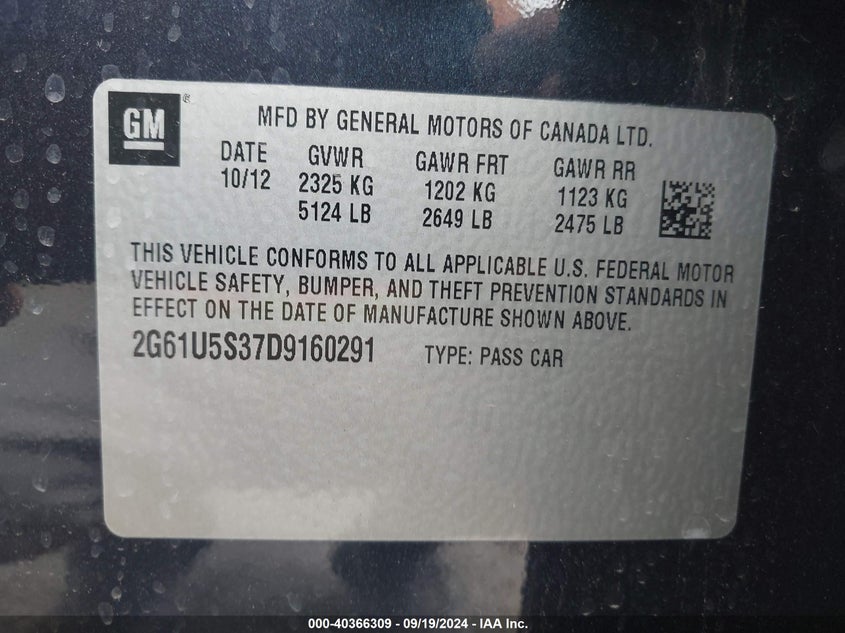 GM
®
MFD BY GENERAL MOTORS OF CANADA LTD.
DATE GVWR GAWR FRT GAWR RR
10/12 2325 KG 1202 KG 1123 KG
5124 LB 2649 LB 2475 LB
THIS VEHICLE CONFORMS TO ALL APPLICABLE U.S. FEDERAL MOTOR
VEHICLE SAFETY, BUMPER, AND THEFT PREVENTION STANDARDS IN
EFFECT ON THE DATE OF MANUFACTURE SHOWN ABOVE.
2G61U5S37D9160291 TYPE: PASS CAR
000-40366309 - 09/19/2024 - IAA Inc.